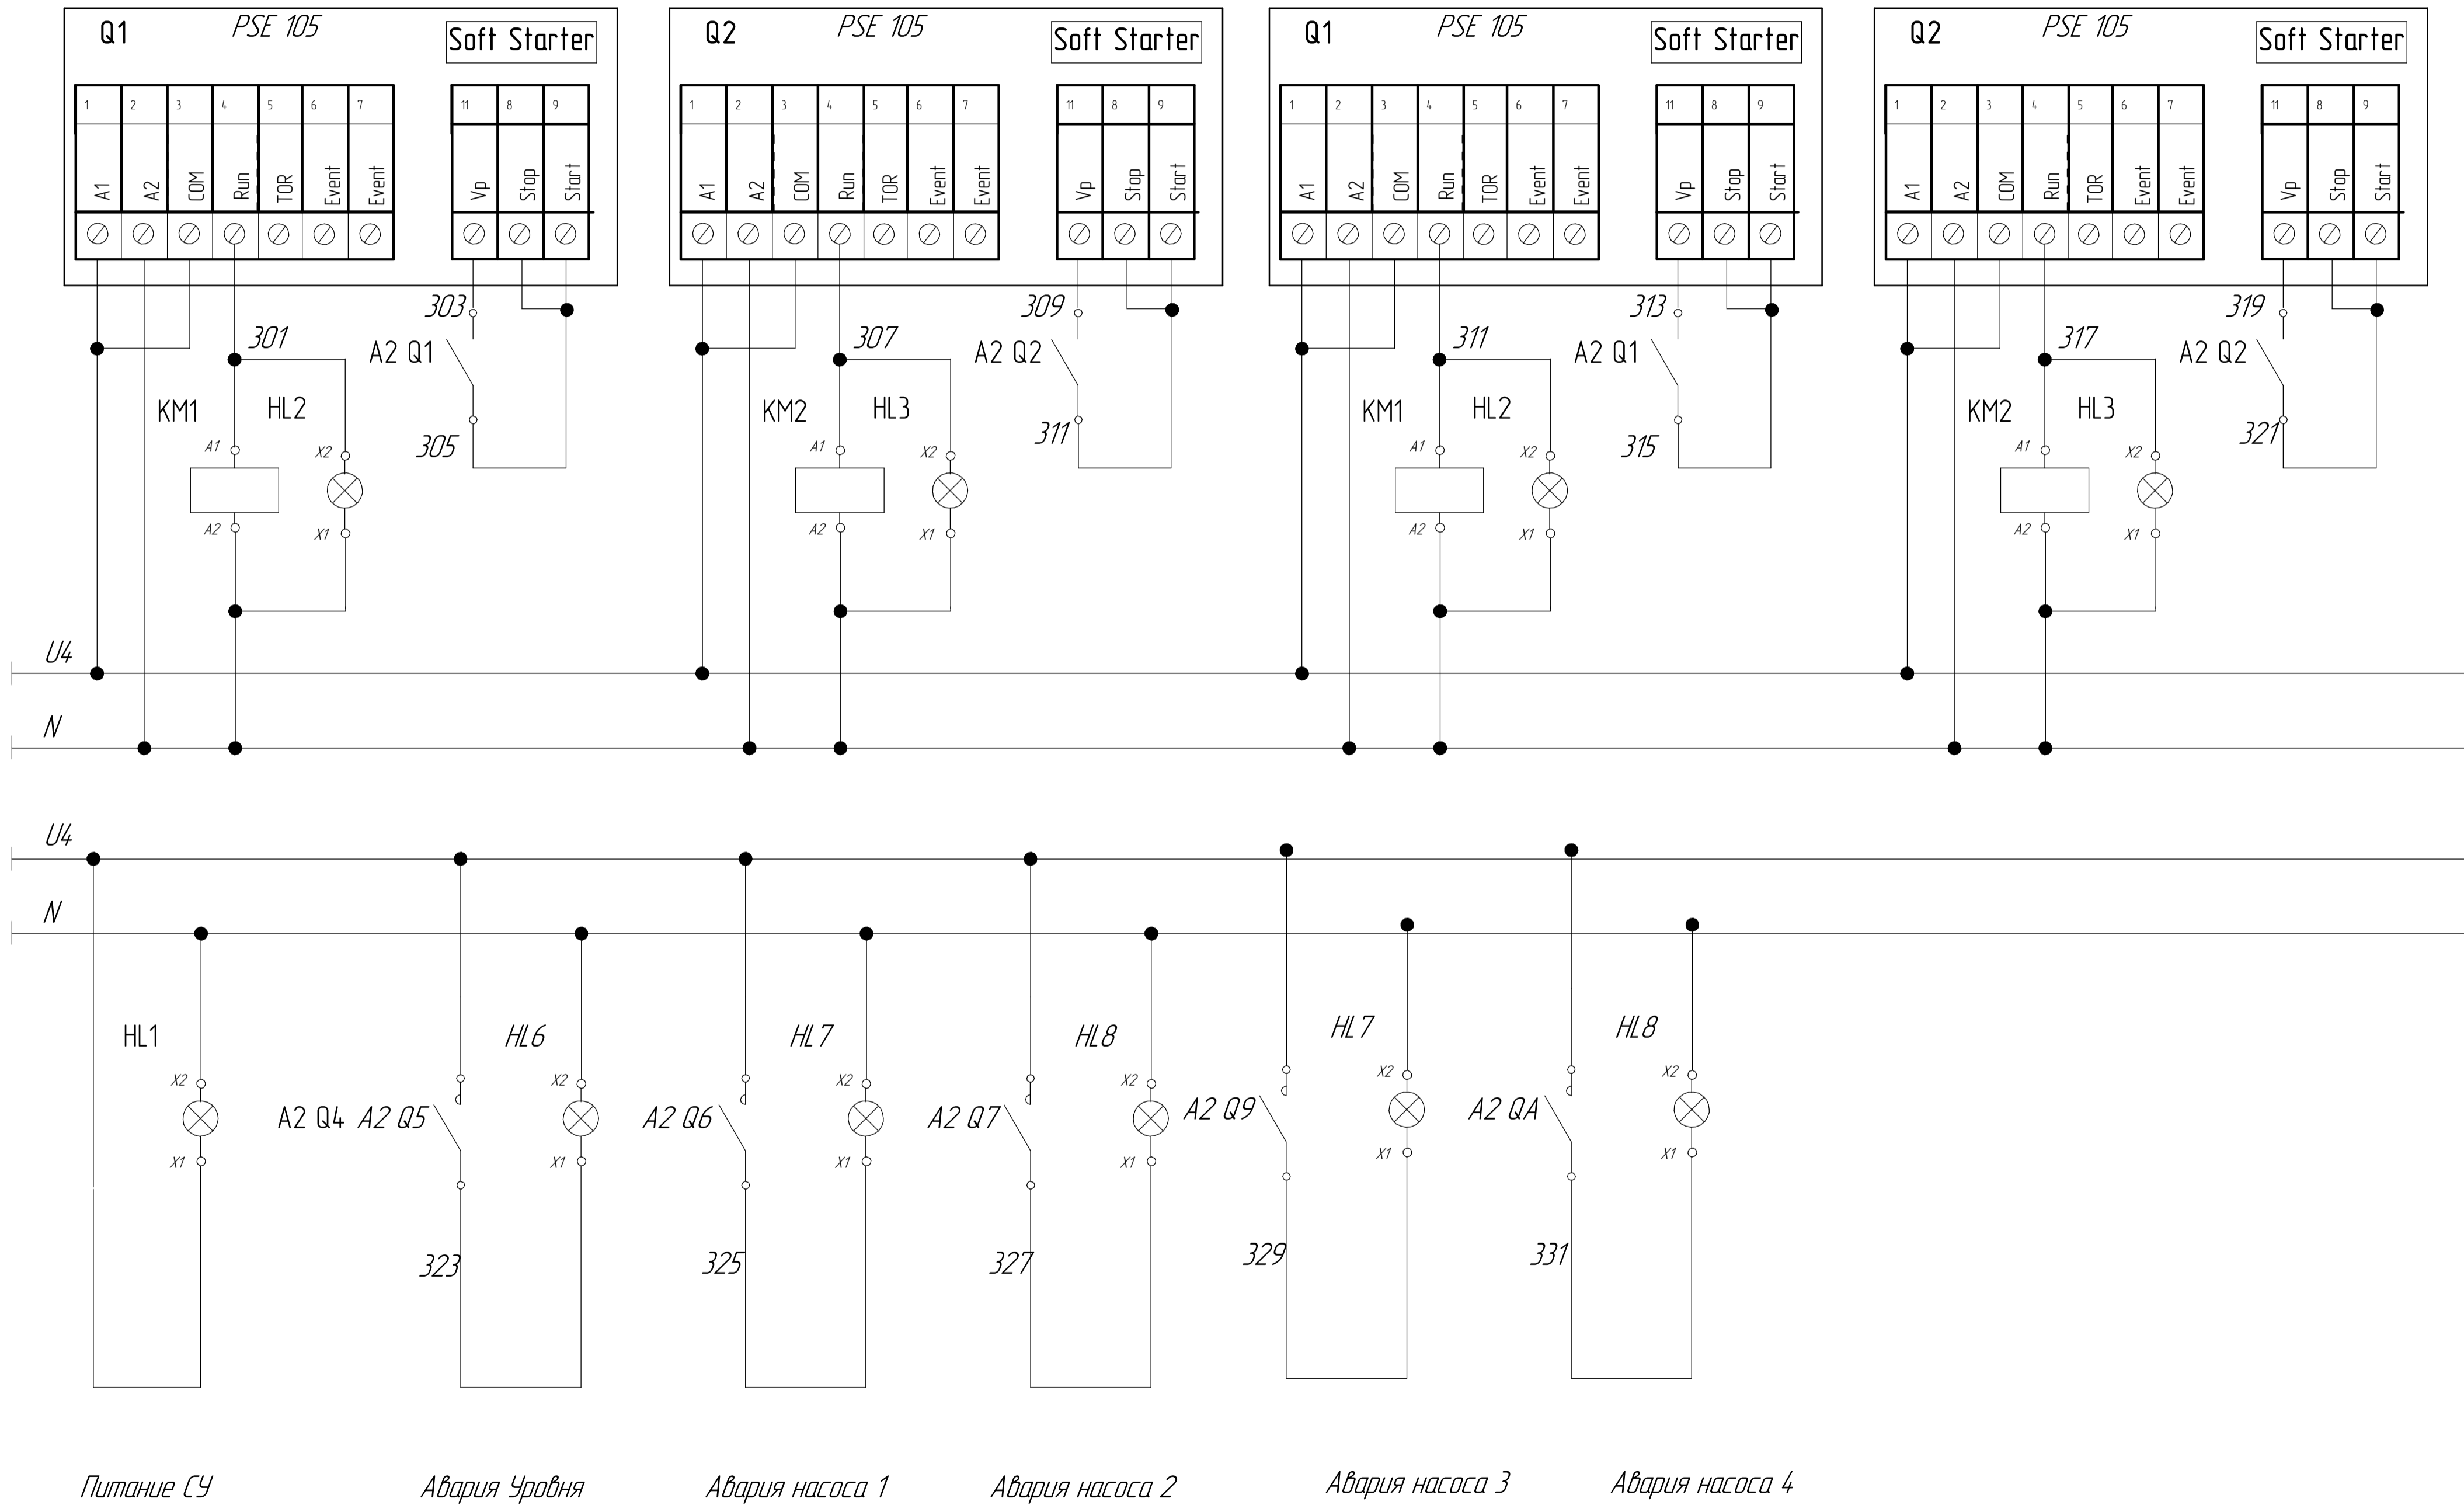 Q1 PSE 105 Soft Starter
1 2 3 4 5 6 7 11 8 9
A1 A2 COM Run TOR Event Event Vp Stop Start
301 303
KM1 HL2 A2 Q1
A1 X2 305
A2 X1
Q2 PSE 105 Soft Starter
1 2 3 4 5 6 7 11 8 9
A1 A2 COM Run TOR Event Event Vp Stop Start
307 309
KM2 HL3 A2 Q2
A1 X2 311
A2 X1
Q1 PSE 105 Soft Starter
1 2 3 4 5 6 7 11 8 9
A1 A2 COM Run TOR Event Event Vp Stop Start
311 313
KM1 HL2 A2 Q1
A1 X2 315
A2 X1
Q2 PSE 105 Soft Starter
1 2 3 4 5 6 7 11 8 9
A1 A2 COM Run TOR Event Event Vp Stop Start
317 319
KM2 HL3 A2 Q2
A1 X2 321
A2 X1
U4
N
U4
N
HL1 HL6 HL7 HL8 HL7 HL8
X2 X2 X2 X2 X2 X2
A2 Q4 A2 Q5 A2 Q6 A2 Q7 A2 Q9 A2 QA
X1 X1 X1 X1 X1 X1
323 325 327 329 331
Питание СУ Авария Уровня Авария насоса 1 Авария насоса 2 Авария насоса 3 Авария насоса 4